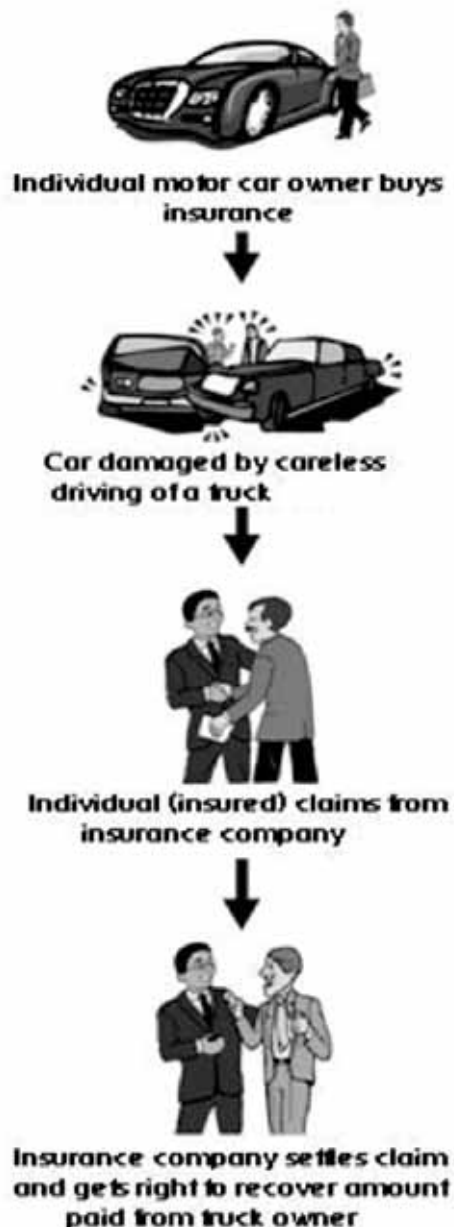 Individual motor car owner buys
insurance
Car damaged by careless
driving of a truck
Individual (insured) claims from
insurance company
Insurance company settles claim
and gets right to recover amount
paid from truck owner